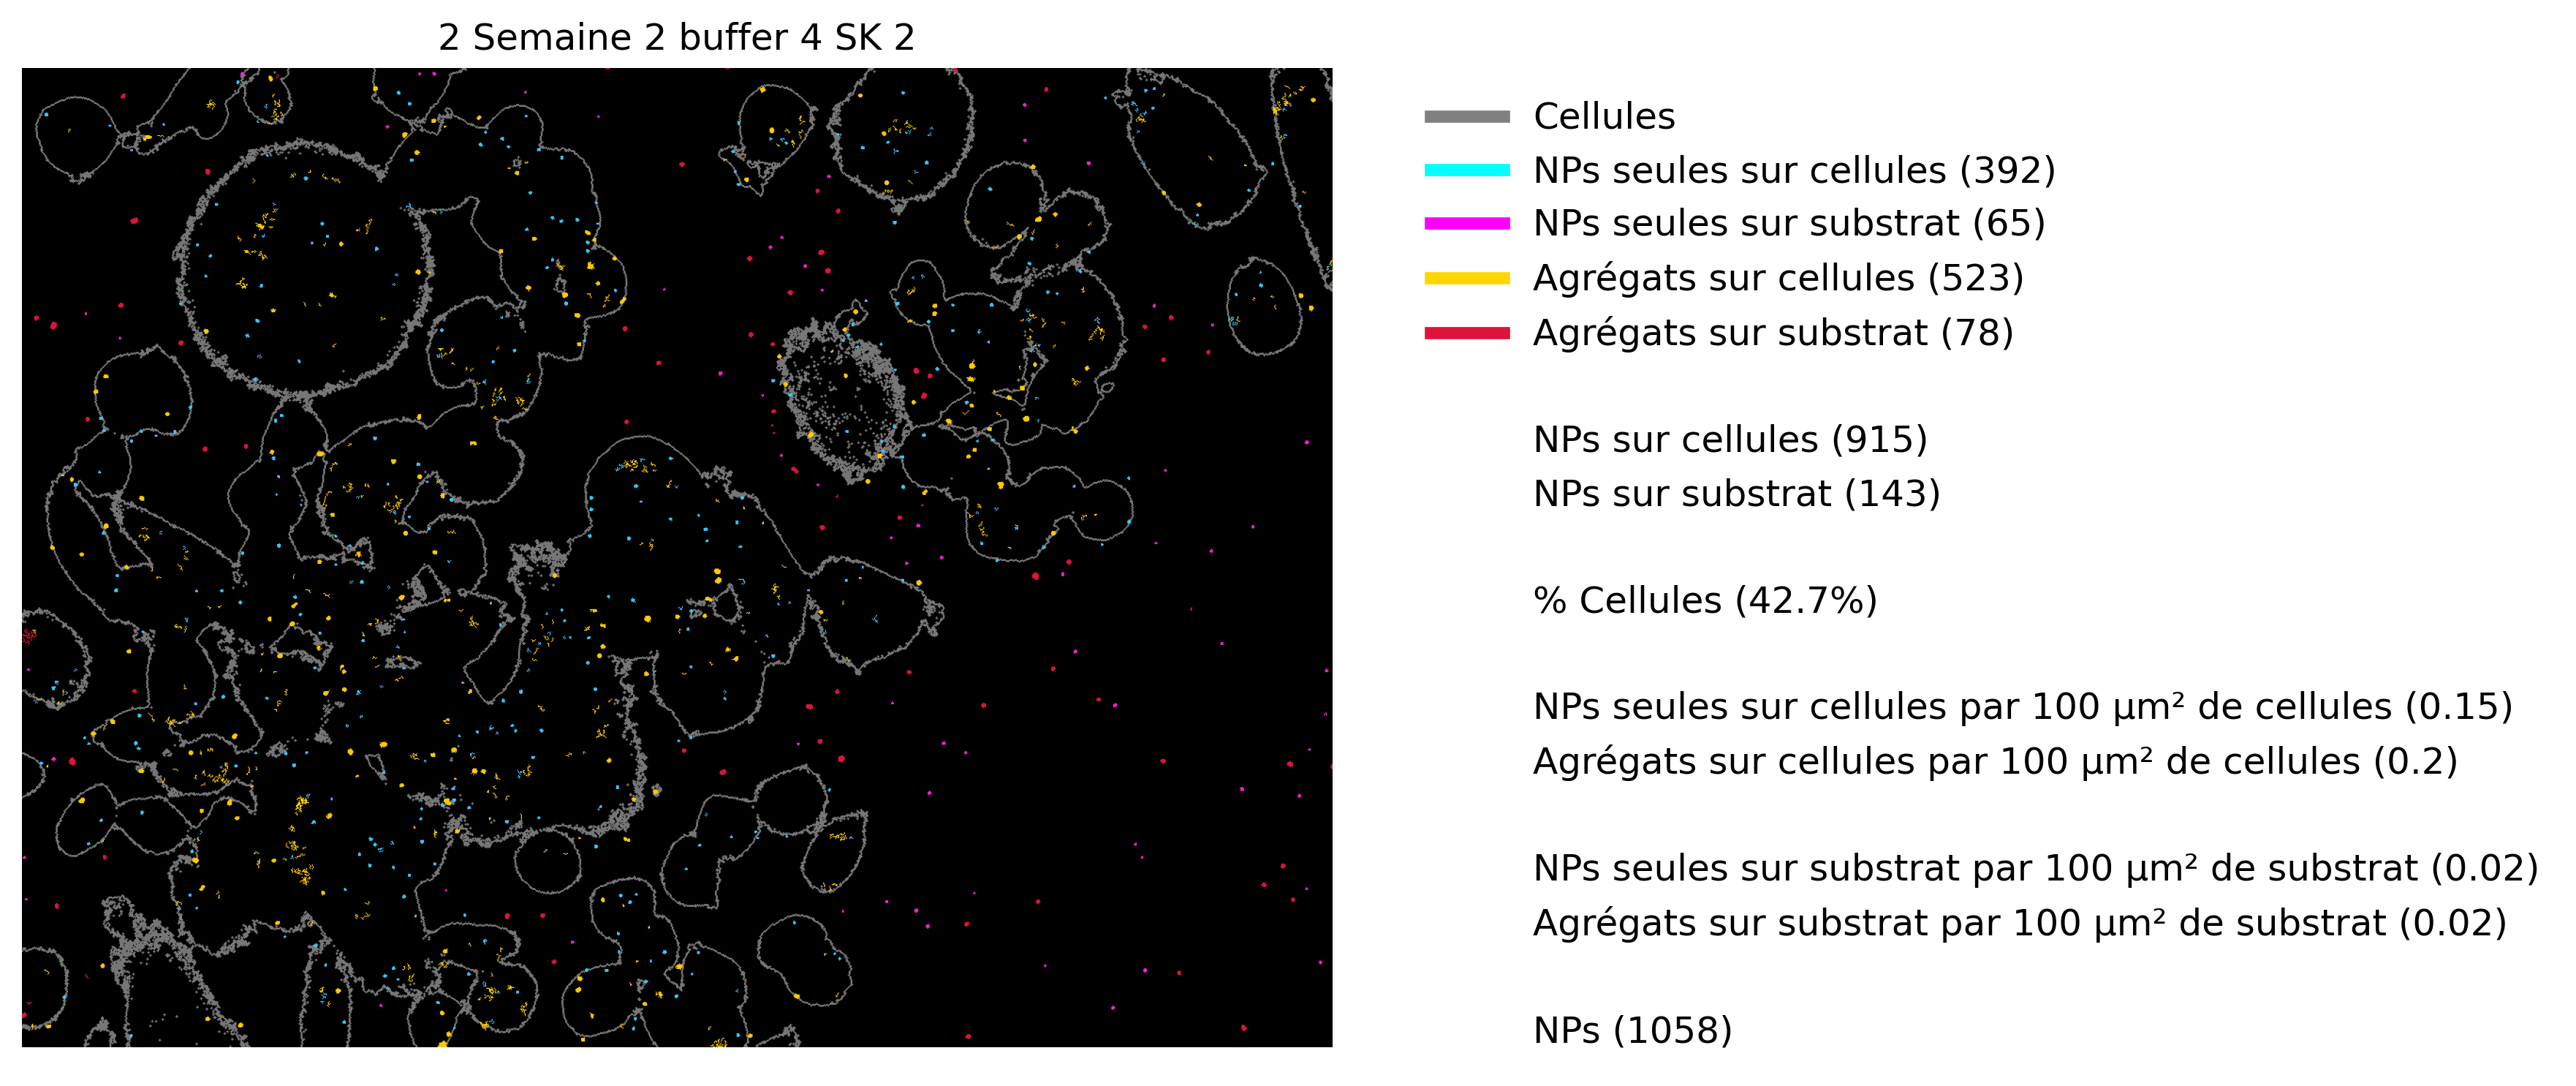 2 Semaine 2 buffer 4 SK 2
Cellules
NPs seules sur cellules (392)
NPs seules sur substrat (65)
Agrégats sur cellules (523)
Agrégats sur substrat (78)
NPs sur cellules (915)
NPs sur substrat (143)
% Cellules (42.7%)
NPs seules sur cellules par 100 µm² de cellules (0.15)
Agrégats sur cellules par 100 µm² de cellules (0.2)
NPs seules sur substrat par 100 µm² de substrat (0.02)
Agrégats sur substrat par 100 µm² de substrat (0.02)
NPs (1058)